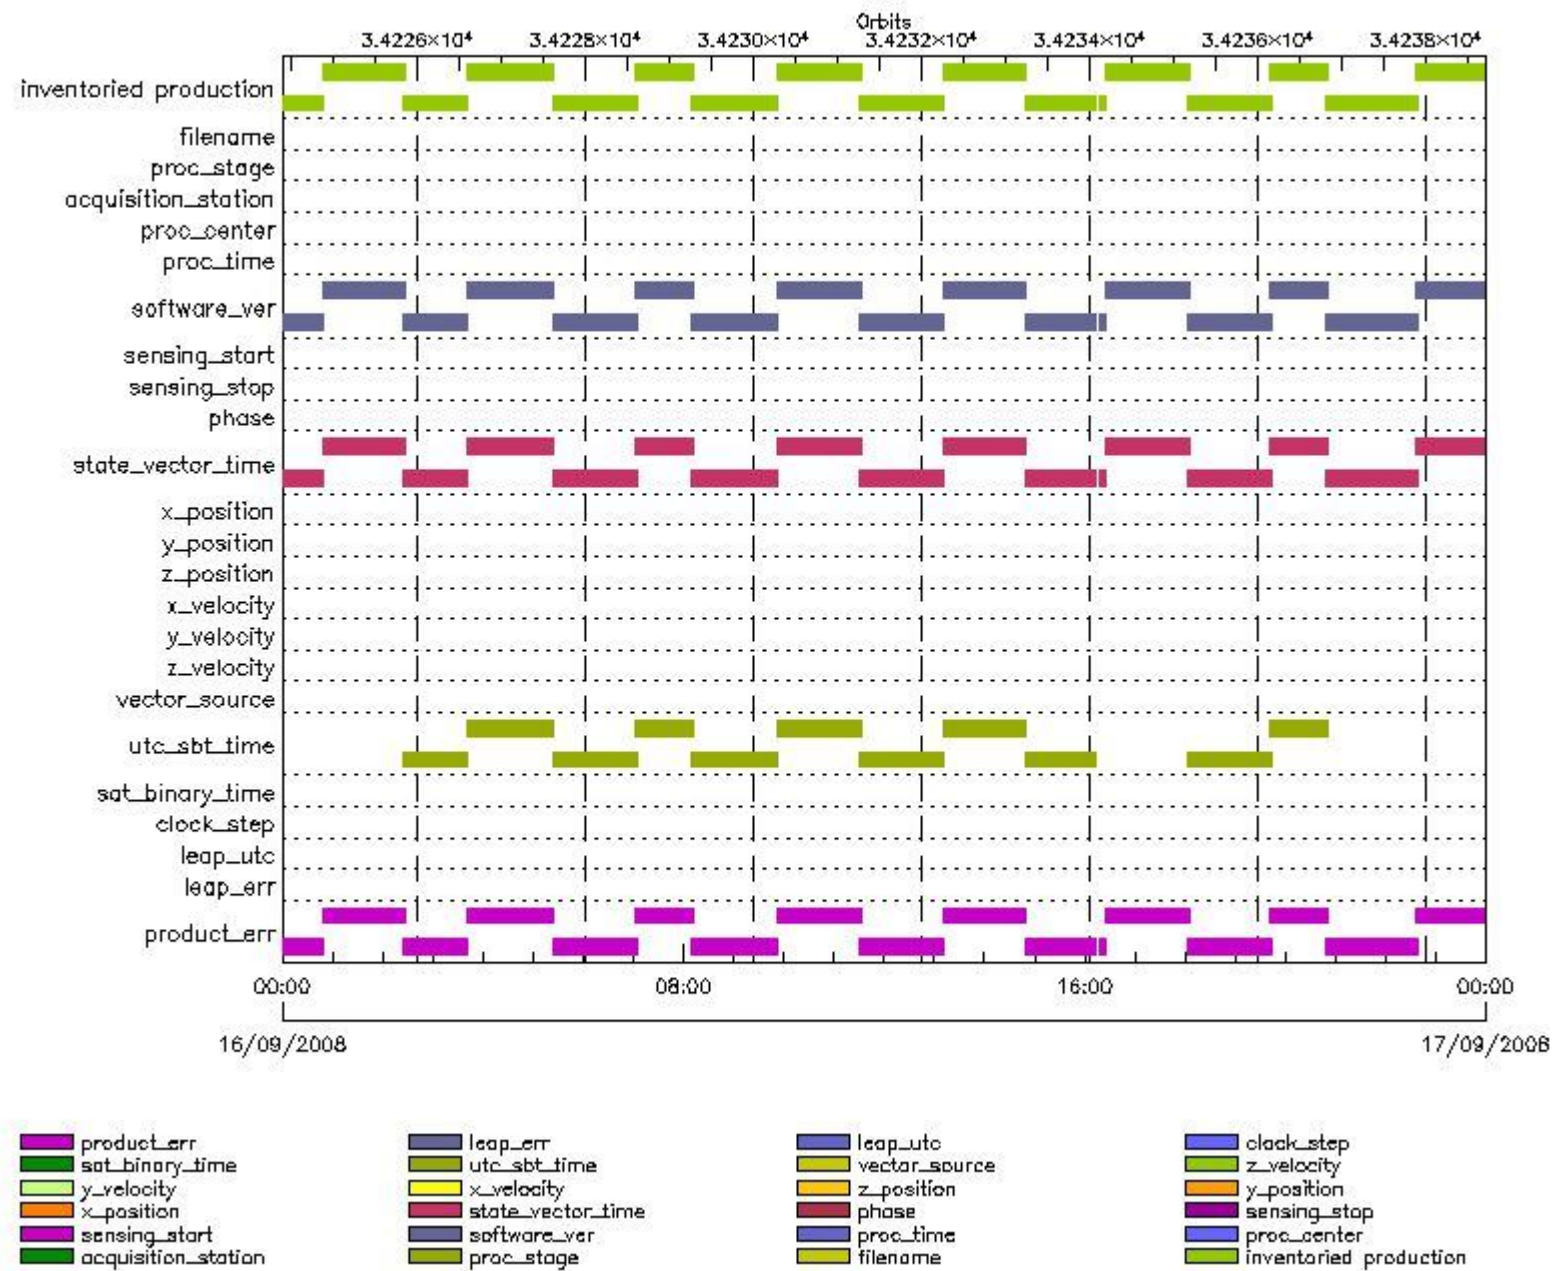 Orbits
3.4226×10⁴ 3.4228×10⁴ 3.4230×10⁴ 3.4232×10⁴ 3.4234×10⁴ 3.4236×10⁴ 3.4238×10⁴
inventoried production
filename
proc_stage
acquisition_station
proc_center
proc_time
software_ver
sensing_start
sensing_stop
phase
state_vector_time
x_position
y_position
z_position
x_velocity
y_velocity
z_velocity
vector_source
utc_sbt_time
sat_binary_time
clock_step
leap_utc
leap_err
product_err
00:00 08:00 16:00 00:00
16/09/2008 17/09/2008
product_err leap_err leap_utc clock_step
sat_binary_time utc_sbt_time vector_source z_velocity
y_velocity x_velocity z_position y_position
x_position state_vector_time phase sensing_stop
sensing_start software_ver proc_time proc_center
acquisition_station proc_stage filename inventoried production